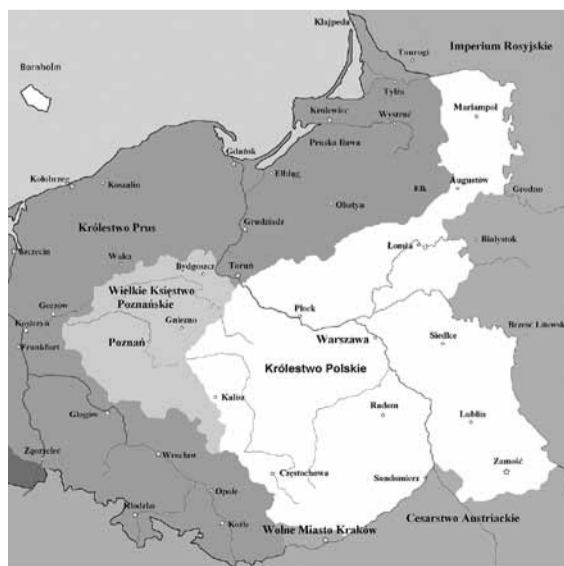 Kłajpeda
Taurogi
Imperium Rosyjskie
Bornholm
Tylża
Mariampol
Królewiec
Wystruć
Gdańsk
Pruska Iława
Elbląg
Kołobrzeg
Koszalin
Ełk
Augustów
Grodno
Olsztyn
Królestwo Prus
Grudziądz
Szczecin
Łomża
Białystok
Wałcz
Bydgoszcz
Toruń
Wielkie Księstwo
Poznańskie
Gorzów
Płock
Gniezno
Kostrzyn
Warszawa
Siedlce
Brześć Litewski
Frankfurt
Poznań
Królestwo Polskie
Kalisz
Głogów
Radom
Lublin
Zgorzelec
Wrocław
Częstochowa
Sandomierz
Zamość
Opole
Kłodzko
Koźle
Wolne Miasto Kraków
Cesarstwo Austriackie